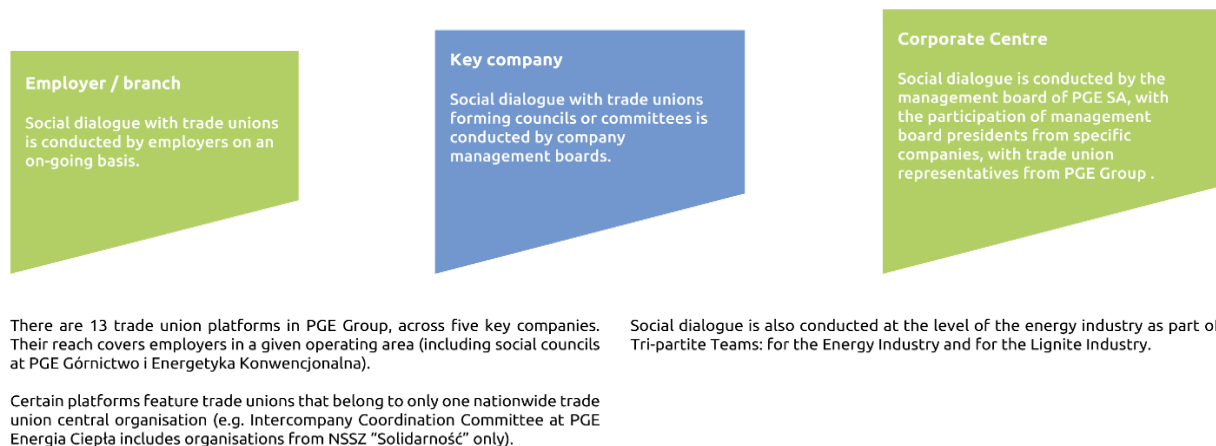 Employer / branch
Social dialogue with trade unions
is conducted by employers on an
on-going basis.
Key company
Social dialogue with trade unions
forming councils or committees is
conducted by company
management boards.
Corporate Centre
Social dialogue is conducted by the
management board of PGE SA, with
the participation of management
board presidents from specific
companies, with trade union
representatives from PGE Group .
There are 13 trade union platforms in PGE Group, across five key companies.
Their reach covers employers in a given operating area (including social councils
at PGE Górnictwo i Energetyka Konwencjonalna).
Certain platforms feature trade unions that belong to only one nationwide trade
union central organisation (e.g. Intercompany Coordination Committee at PGE
Energia Ciepła includes organisations from NSSZ “Solidarność” only).
Social dialogue is also conducted at the level of the energy industry as part of
Tri-partite Teams: for the Energy Industry and for the Lignite Industry.